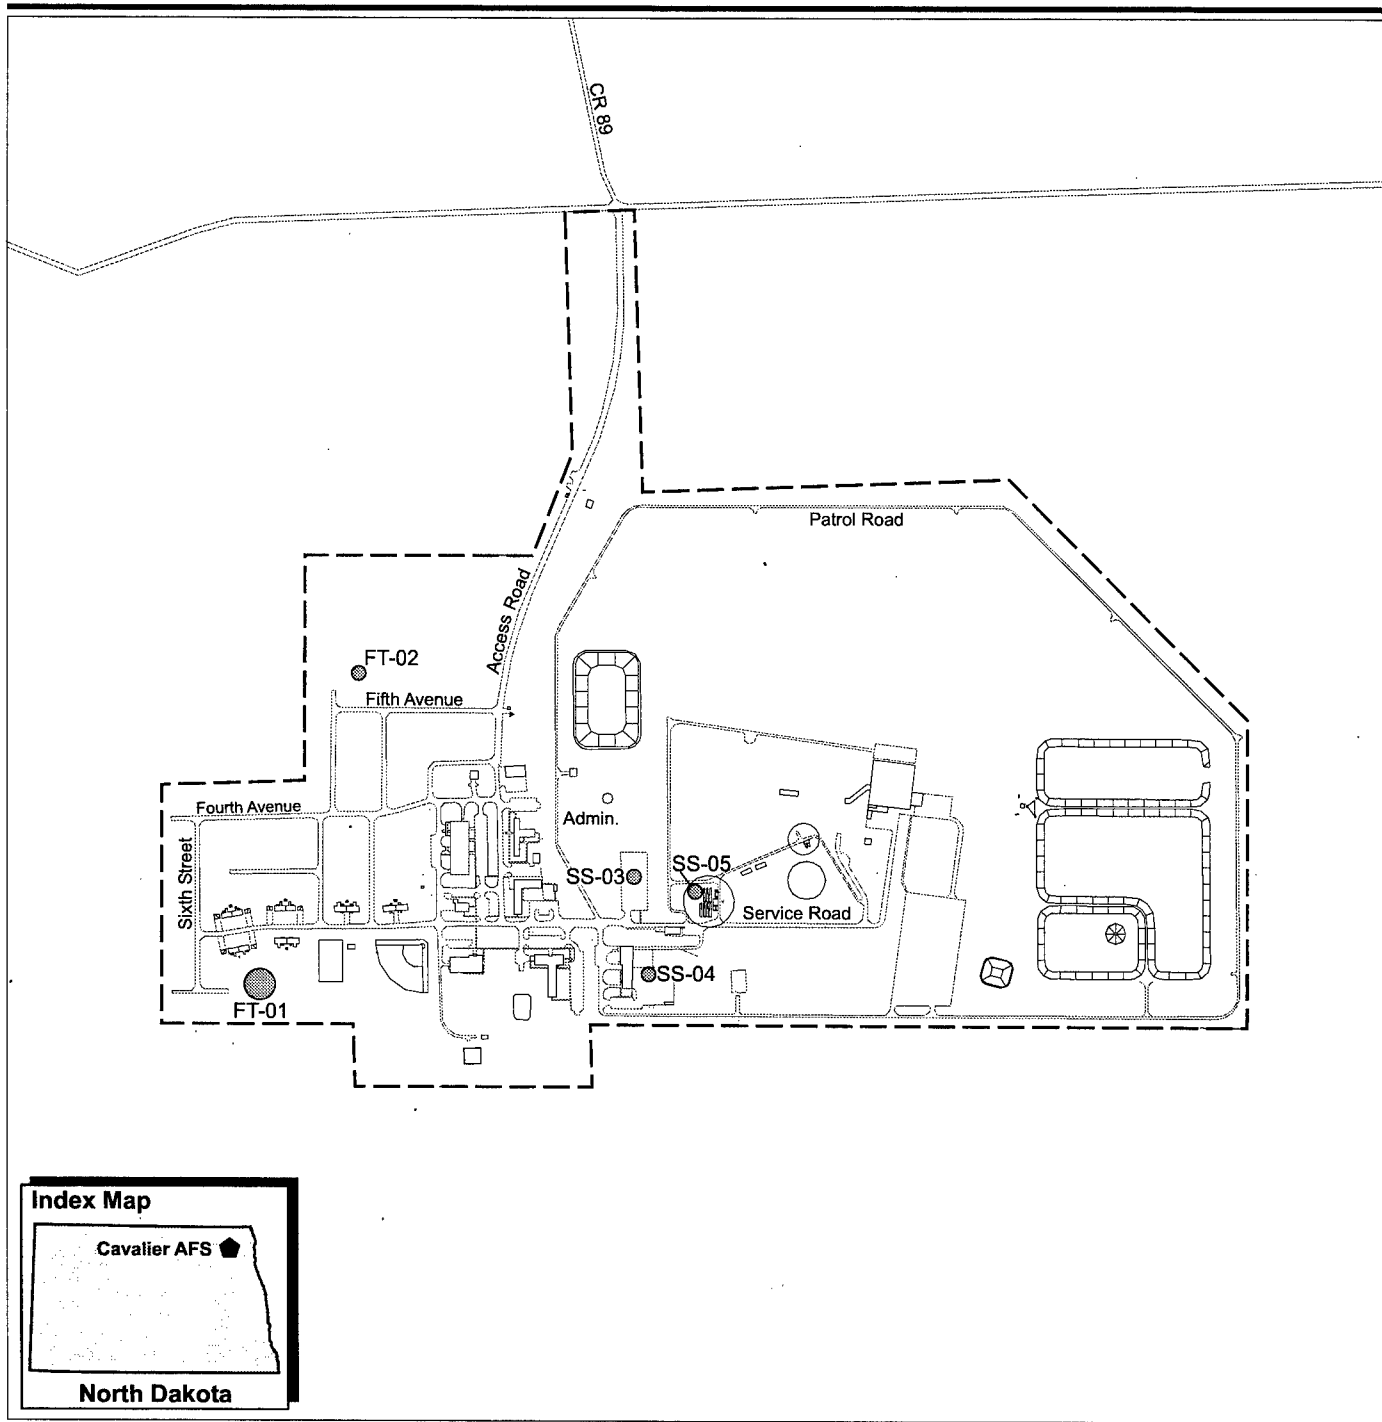 CR 89
Patrol Road
Access Road
FT-02
Fifth Avenue
Fourth Avenue
Admin.
Sixth Street
SS-03
SS-05
Service Road
SS-04
FT-01
Index Map
Cavalier AFS
North Dakota